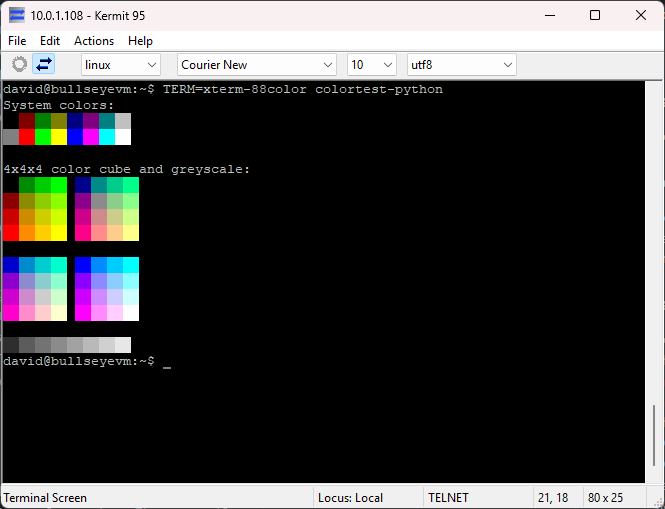 10.0.1.108 - Kermit 95
File Edit Actions Help
linux Courier New 10 utf8
david@bullseyevm:~$ TERM=xterm-88color colortest-python
System colors:
4x4x4 color cube and greyscale:
david@bullseyevm:~$ _
Terminal Screen Locus: Local TELNET 21, 18 80 x 25